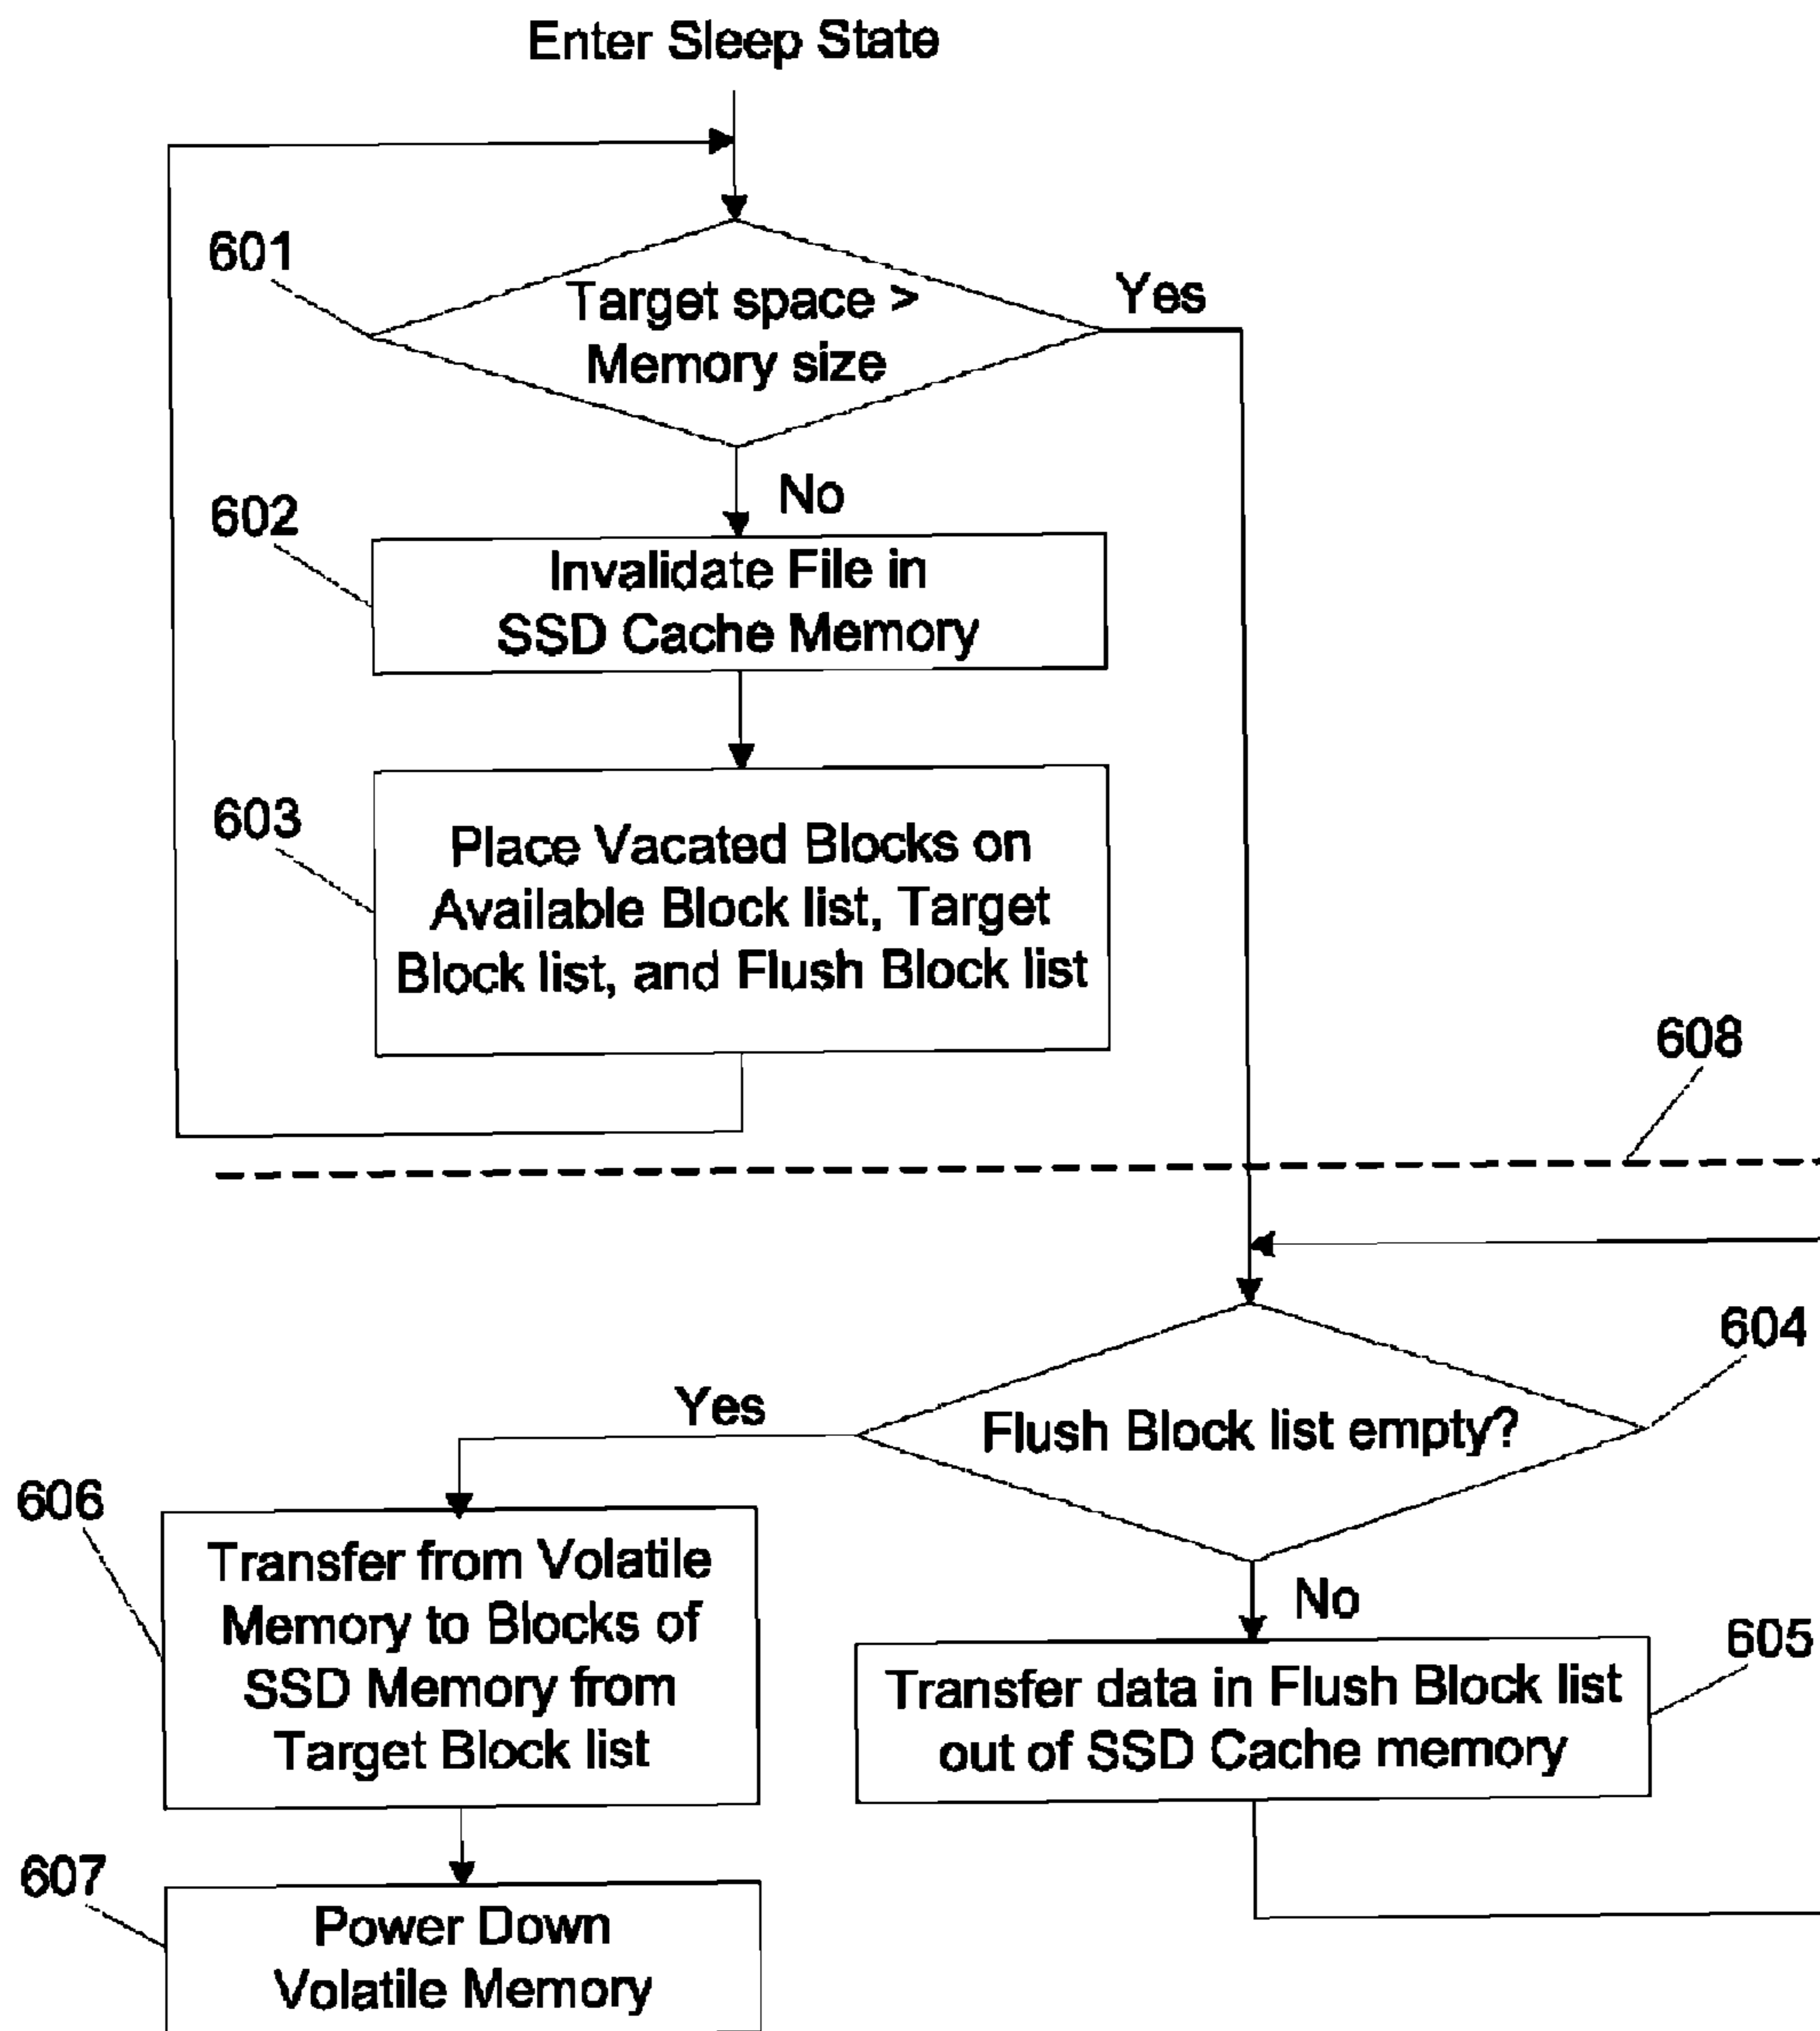 Enter Sleep State
601
Target space >
Memory size
Yes
No
602
Invalidate File in
SSD Cache Memory
603
Place Vacated Blocks on
Available Block list, Target
Block list, and Flush Block list
608
604
Flush Block list empty?
Yes
No
606
Transfer from Volatile
Memory to Blocks of
SSD Memory from
Target Block list
605
Transfer data in Flush Block list
out of SSD Cache memory
607
Power Down
Volatile Memory